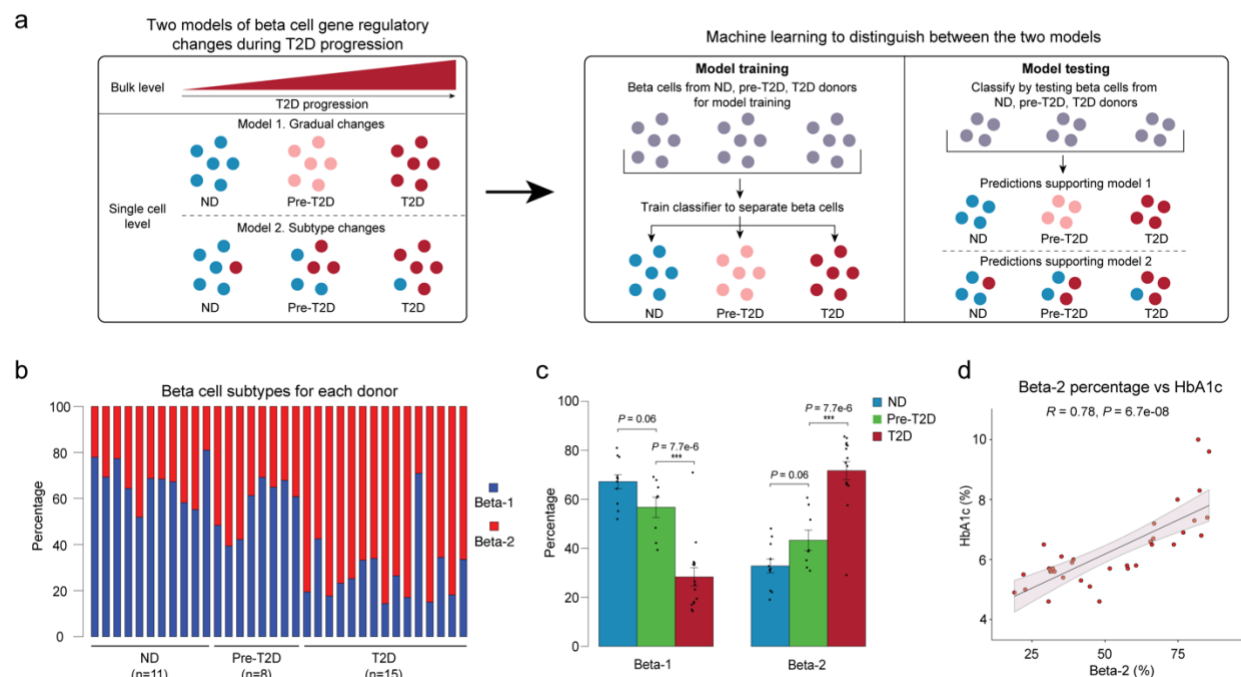 a
Two models of beta cell gene regulatory
changes during T2D progression
Bulk level
T2D progression
Model 1. Gradual changes
ND
Pre-T2D
T2D
Single cell
level
Model 2. Subtype changes
ND
Pre-T2D
T2D
Machine learning to distinguish between the two models
Model training
Beta cells from ND, pre-T2D, T2D donors
for model training
Train classifier to separate beta cells
ND
Pre-T2D
T2D
Model testing
Classify by testing beta cells from
ND, pre-T2D, T2D donors
Predictions supporting model 1
ND
Pre-T2D
T2D
Predictions supporting model 2
ND
Pre-T2D
T2D
b
Beta cell subtypes for each donor
Percentage
100
80
60
40
20
0
Beta-1
Beta-2
ND
(n=11)
Pre-T2D
(n=8)
T2D
(n=15)
c
Percentage
100
80
60
40
20
0
P = 0.06
P = 7.7e-6
***
P = 0.06
P = 7.7e-6
***
ND
Pre-T2D
T2D
Beta-1
Beta-2
d
Beta-2 percentage vs HbA1c
R = 0.78, P = 6.7e-08
HbA1c (%)
10
8
6
4
25
50
75
Beta-2 (%)